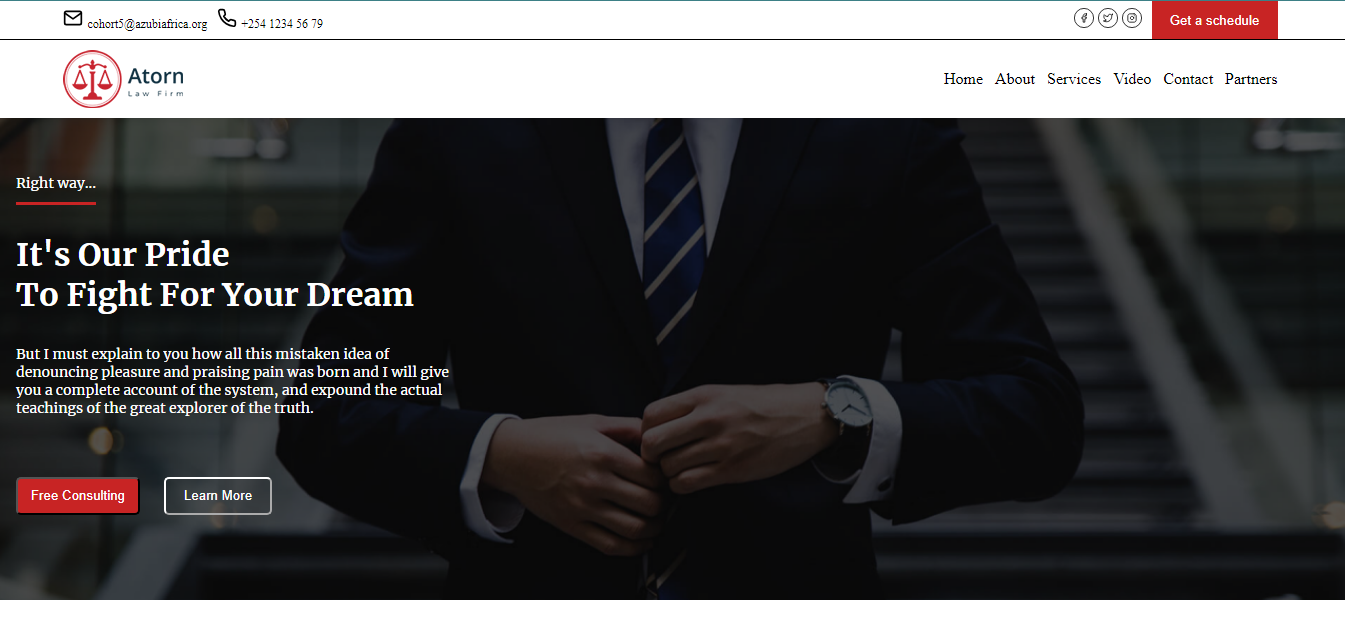 cohort5@azubiafrica.org +254 1234 56 79 Get a schedule
Atorn
Law Firm
Home About Services Video Contact Partners
Right way...
It's Our Pride
To Fight For Your Dream
But I must explain to you how all this mistaken idea of
denouncing pleasure and praising pain was born and I will give
you a complete account of the system, and expound the actual
teachings of the great explorer of the truth.
Free Consulting Learn More